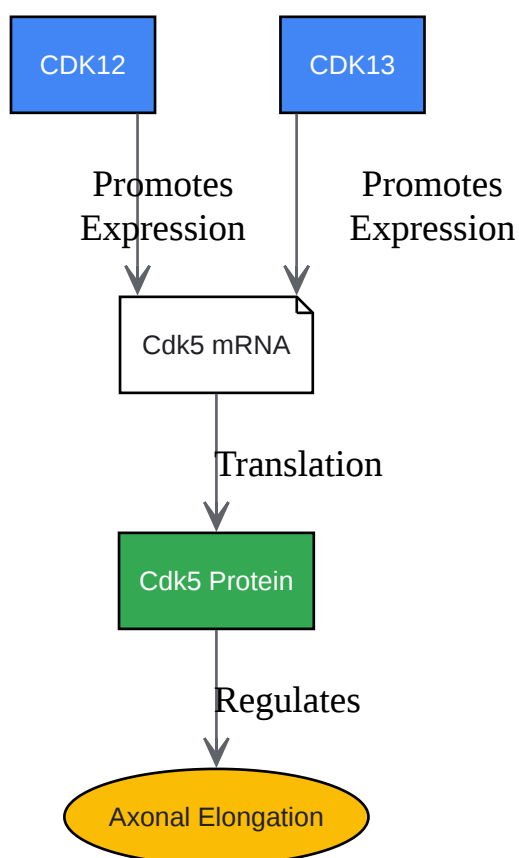 CDK12
CDK13
Promotes
Expression
Promotes
Expression
Cdk5 mRNA
Translation
Cdk5 Protein
Regulates
Axonal Elongation